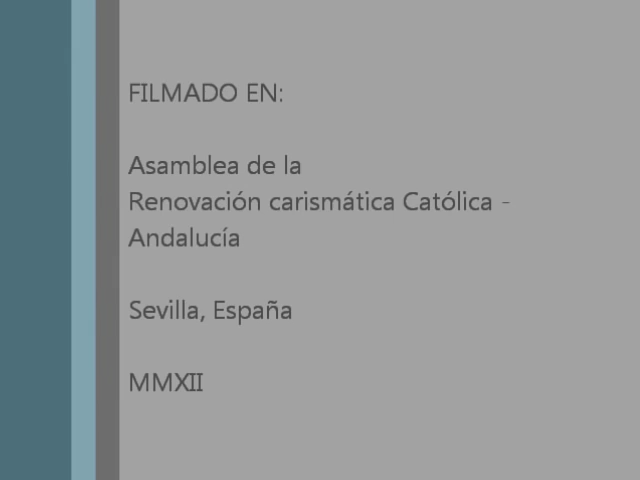 FILMADO EN:
Asamblea de la
Renovación carismática Católica -
Andalucía
Sevilla, España
MMXII